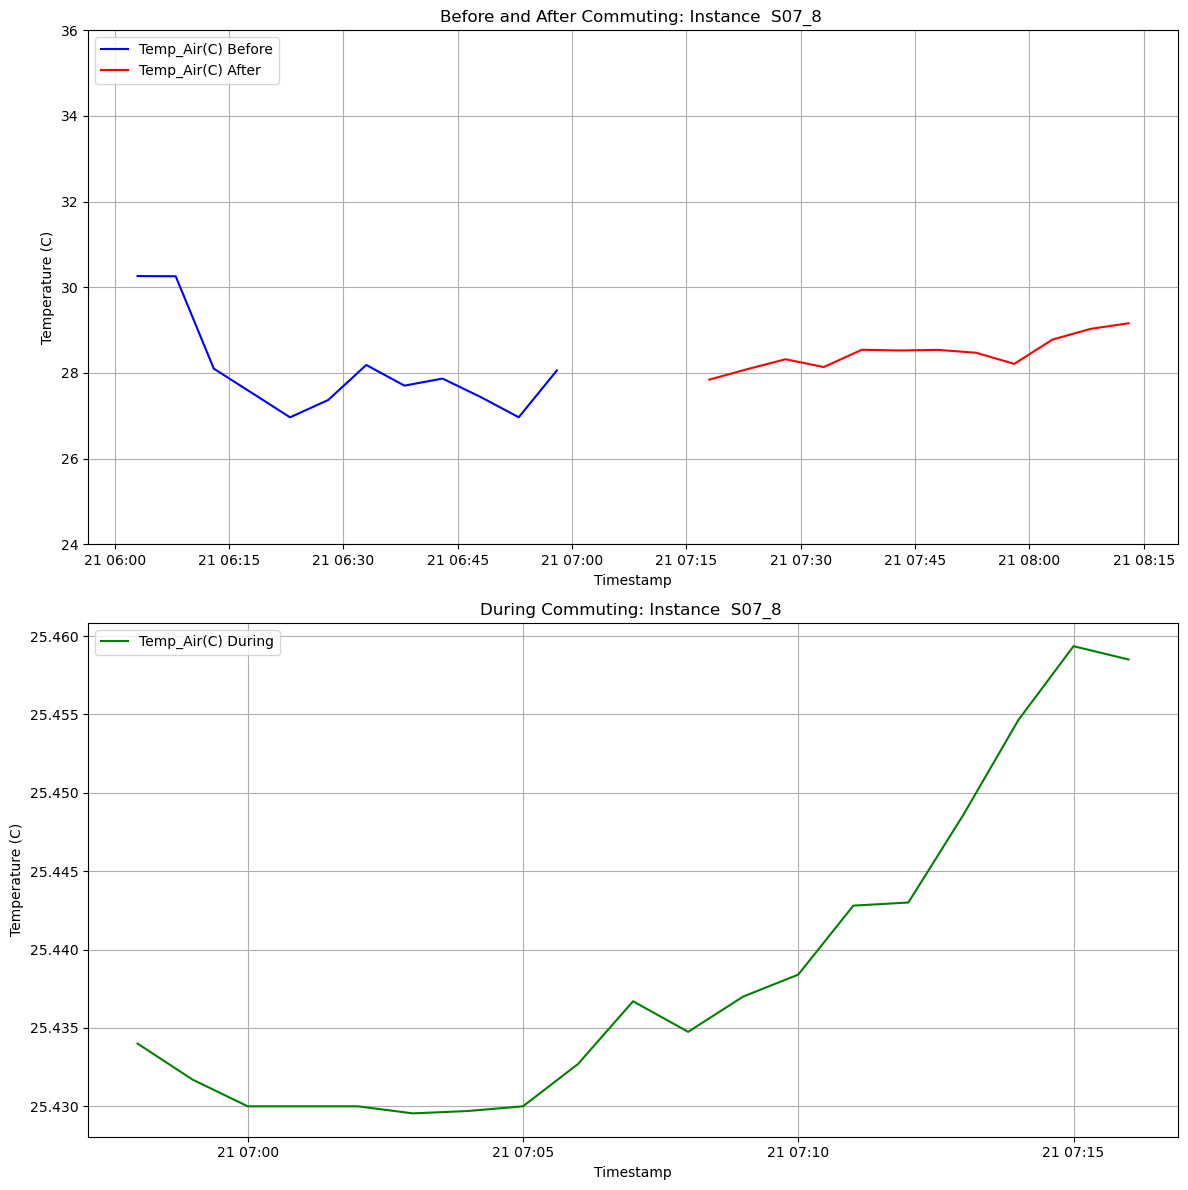 Before and After Commuting: Instance  S07_8
Temp_Air(C) Before
Temp_Air(C) After
Temperature (C)
36
34
32
30
28
26
24
21 06:00 21 06:15 21 06:30 21 06:45 21 07:00 21 07:15 21 07:30 21 07:45 21 08:00 21 08:15
Timestamp
During Commuting: Instance  S07_8
Temp_Air(C) During
Temperature (C)
25.460
25.455
25.450
25.445
25.440
25.435
25.430
21 07:00 21 07:05 21 07:10 21 07:15
Timestamp